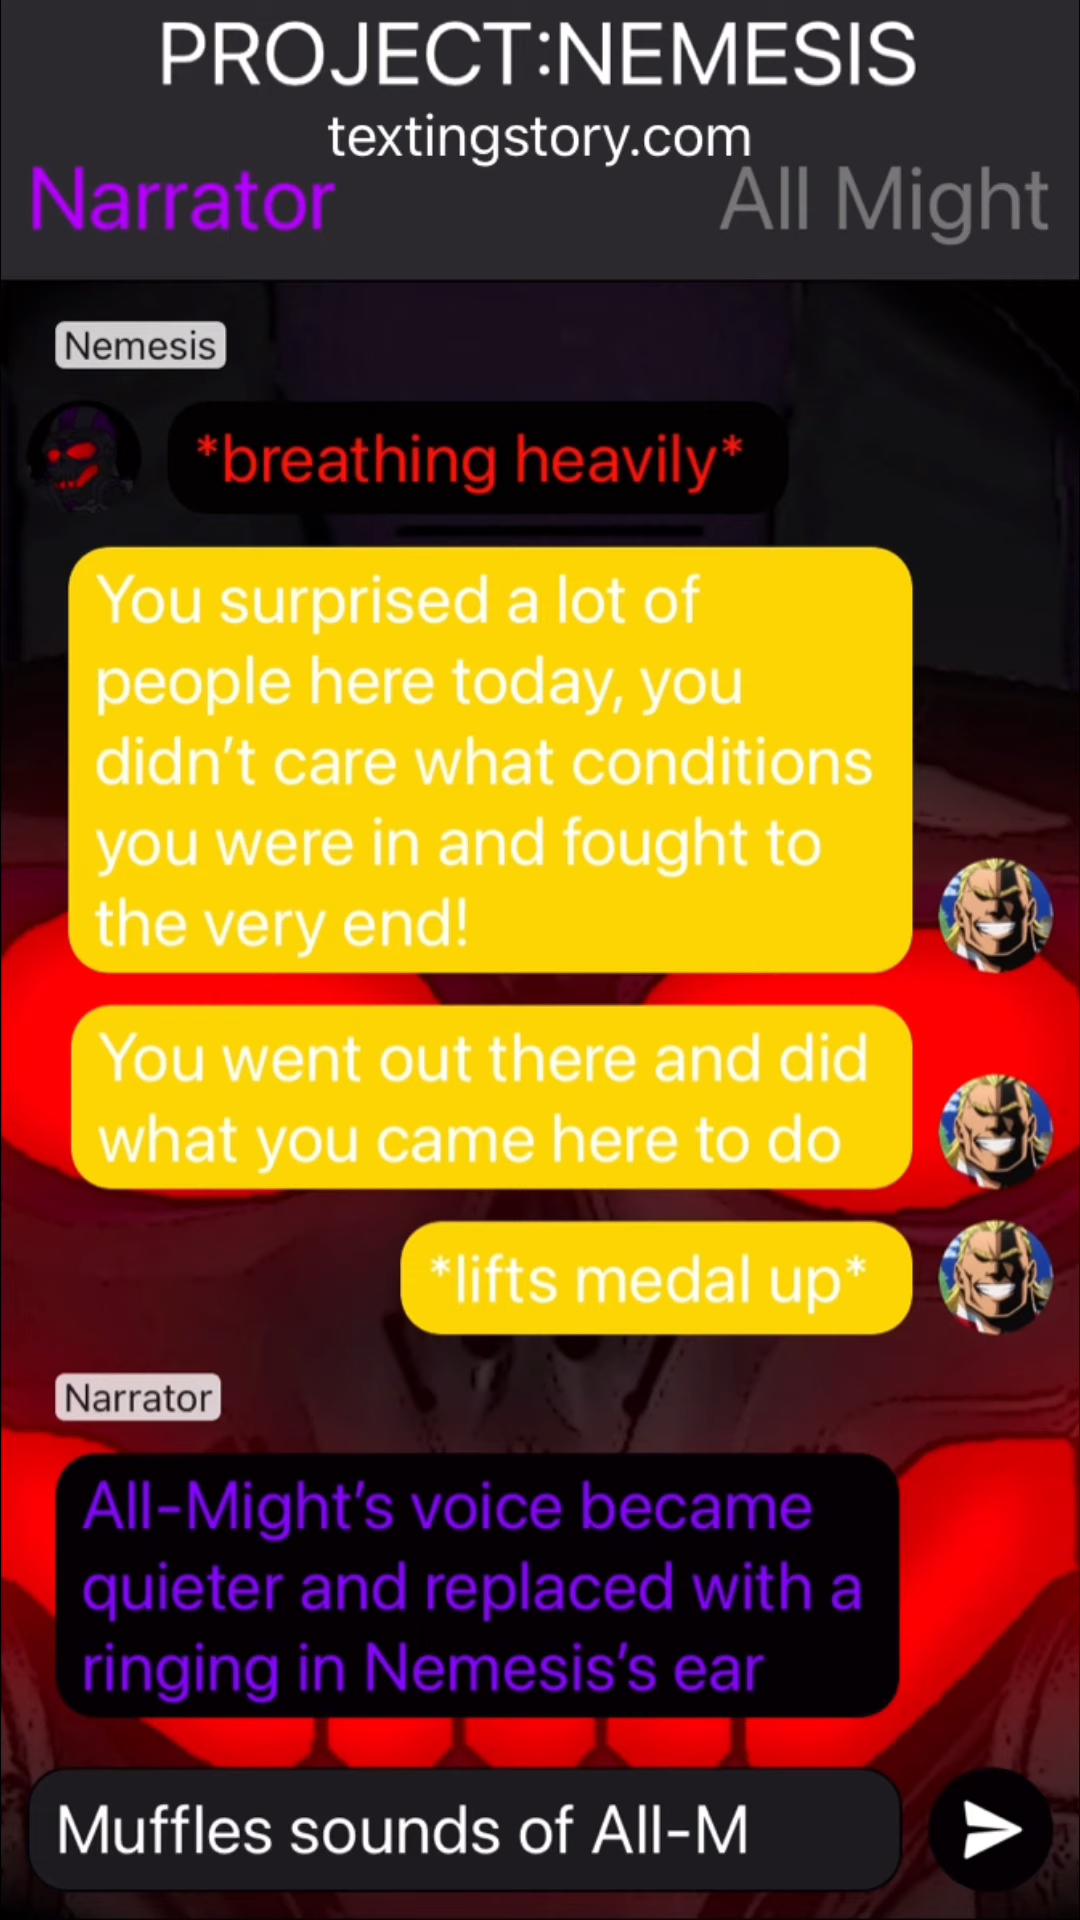 PROJECT:NEMESIS
textingstory.com
Narrator
All Might
Nemesis
*breathing heavily*
You surprised a lot of
people here today, you
didn’t care what conditions
you were in and fought to
the very end!
You went out there and did
what you came here to do
*lifts medal up*
Narrator
All-Might’s voice became
quieter and replaced with a
ringing in Nemesis’s ear
Muffles sounds of All-M